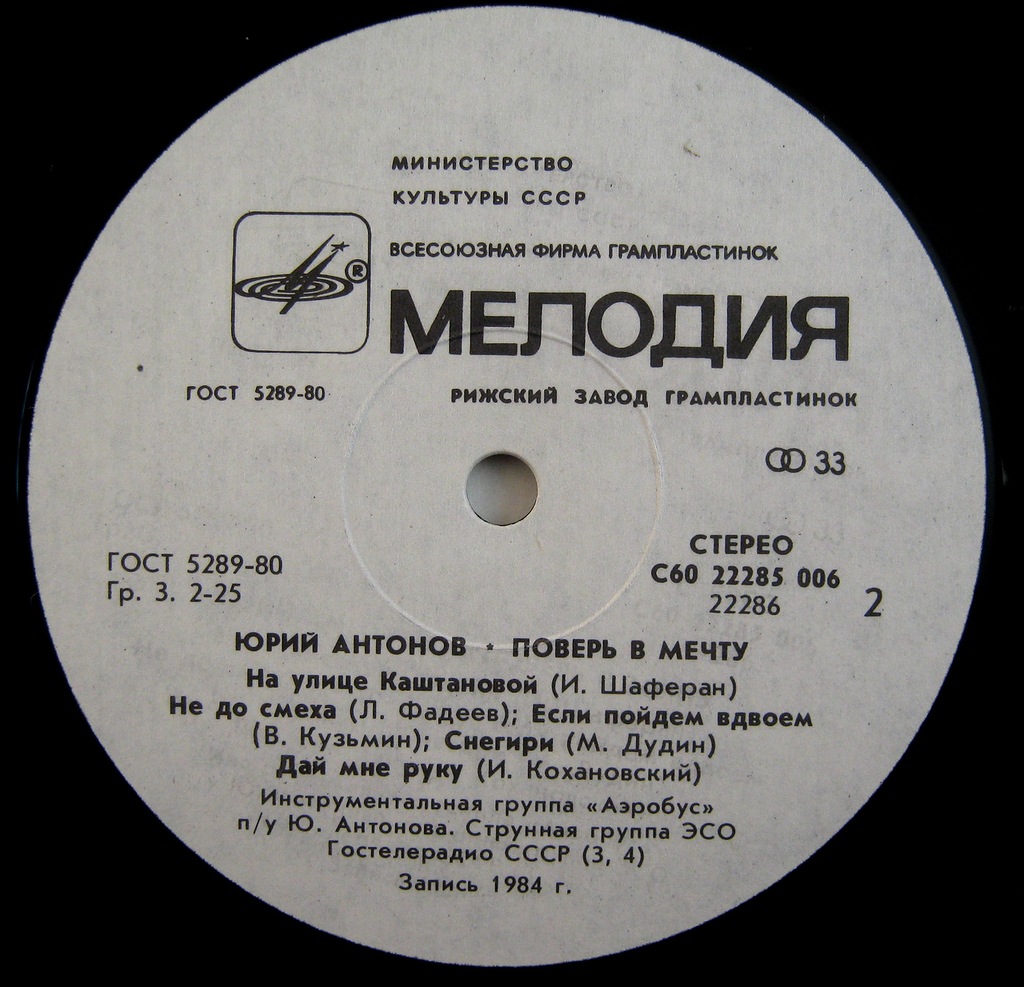 МИНИСТЕРСТВО
КУЛЬТУРЫ СССР
ВСЕСОЮЗНАЯ ФИРМА ГРАМПЛАСТИНОК
®
МЕЛОДИЯ
ГОСТ 5289-80
РИЖСКИЙ ЗАВОД ГРАМПЛАСТИНОК
33
ГОСТ 5289-80
Гр. 3. 2-25
СТЕРЕО
С60 22285 006
22286
2
ЮРИЙ АНТОНОВ · ПОВЕРЬ В МЕЧТУ
На улице Каштановой (И. Шаферан)
Не до смеха (Л. Фадеев); Если пойдем вдвоем
(В. Кузьмин); Снегири (М. Дудин)
Дай мне руку (И. Кохановский)
Инструментальная группа «Аэробус»
п/у Ю. Антонова. Струнная группа ЭСО
Гостелерадио СССР (3, 4)
Запись 1984 г.